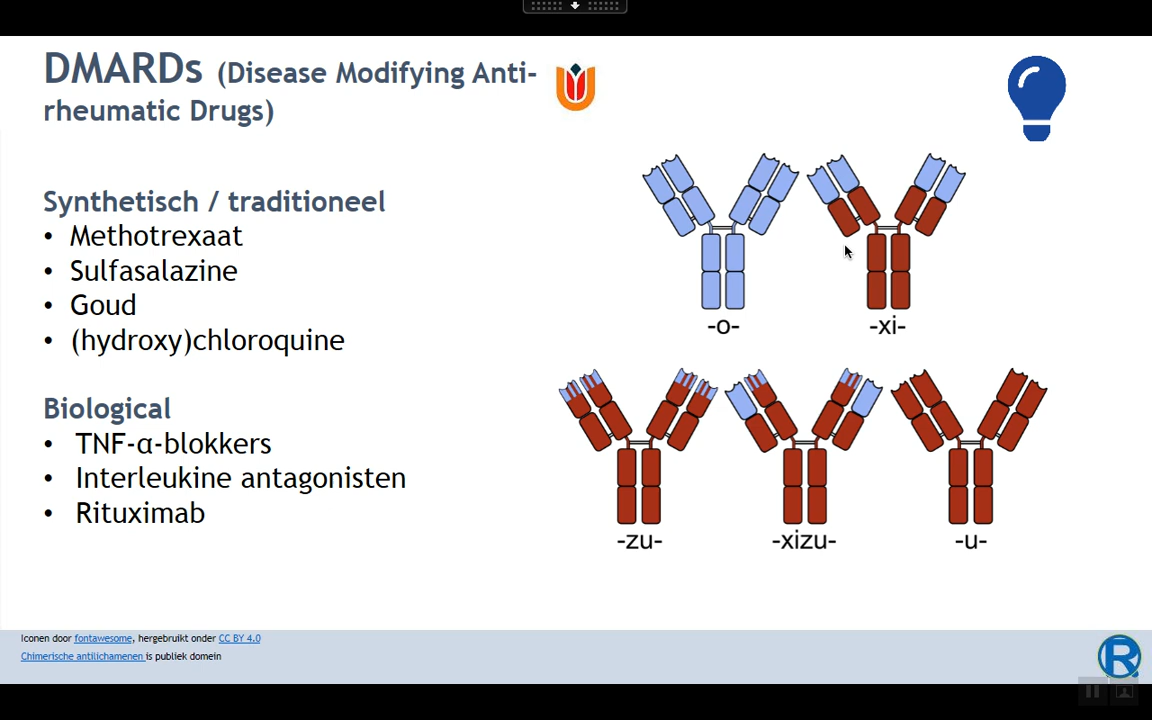 DMARDs (Disease Modifying Anti-
rheumatic Drugs)
Synthetisch / traditioneel
• Methotrexaat
• Sulfasalazine
• Goud
• (hydroxy)chloroquine
Biological
• TNF-α-blokkers
• Interleukine antagonisten
• Rituximab
-o-
-xi-
-zu-
-xizu-
-u-
Iconen door fontawesome, hergebruikt onder CC BY 4.0
Chimerische antilichamenen is publiek domein
R